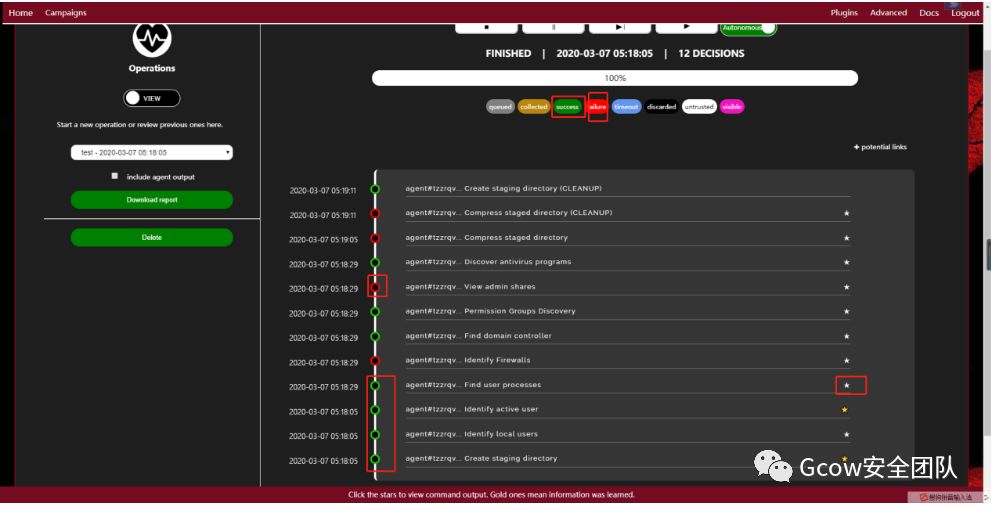 Home Campaigns Plugins Advanced Docs Logout
Autonomous
Operations
FINISHED | 2020-03-07 05:18:05 | 12 DECISIONS
100%
VIEW
queued collected success ailure timeout discarded untrusted visible
Start a new operation or review previous ones here.
+ potential links
test - 2020-03-07 05:18:05
include agent output
Download report
Delete
2020-03-07 05:19:11 agent#tzzrqv... Create staging directory (CLEANUP)
2020-03-07 05:19:11 agent#tzzrqv... Compress staged directory (CLEANUP)
2020-03-07 05:19:05 agent#tzzrqv... Compress staged directory
2020-03-07 05:18:29 agent#tzzrqv... Discover antivirus programs
2020-03-07 05:18:29 agent#tzzrqv... View admin shares
2020-03-07 05:18:29 agent#tzzrqv... Permission Groups Discovery
2020-03-07 05:18:29 agent#tzzrqv... Find domain controller
2020-03-07 05:18:29 agent#tzzrqv... Identify Firewalls
2020-03-07 05:18:29 agent#tzzrqv... Find user processes
2020-03-07 05:18:05 agent#tzzrqv... Identify active user
2020-03-07 05:18:05 agent#tzzrqv... Identify local users
2020-03-07 05:18:05 agent#tzzrqv... Create staging directory
Gcow安全团队
Click the stars to view command output. Gold ones mean information was learned.
搜狗拼音输入法